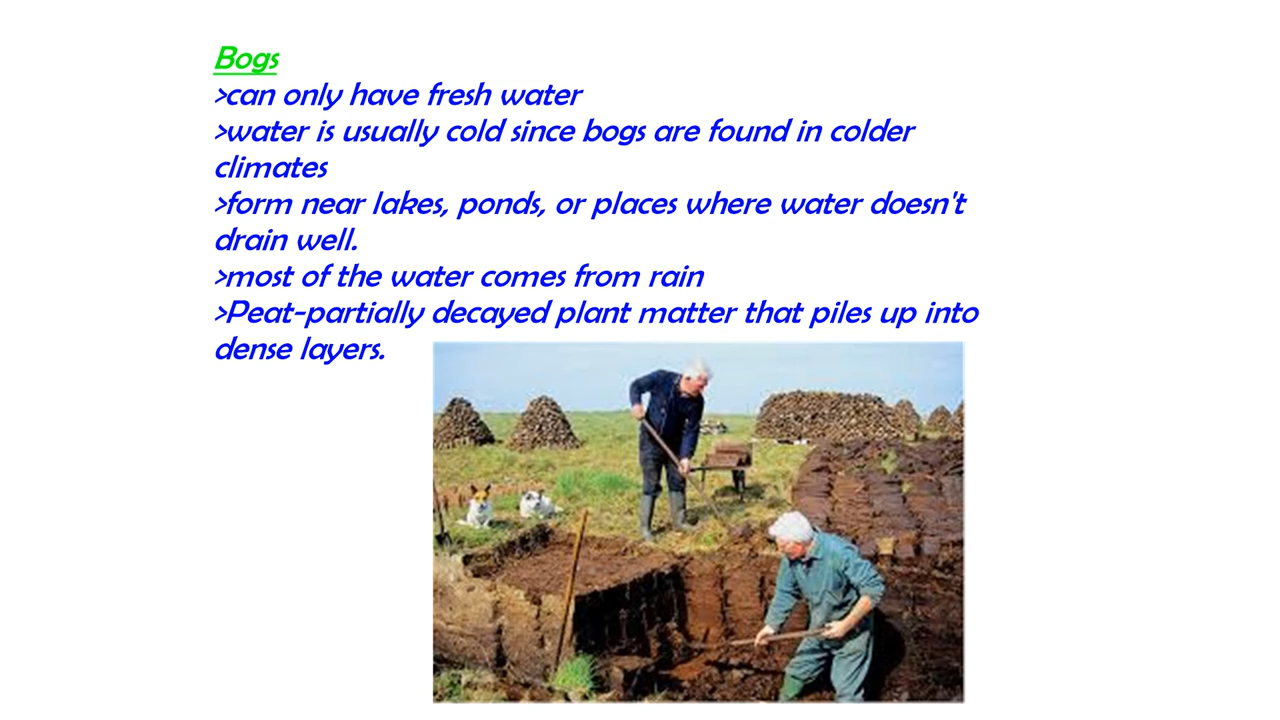 Bogs
>can only have fresh water
>water is usually cold since bogs are found in colder
climates
>form near lakes, ponds, or places where water doesn't
drain well.
>most of the water comes from rain
>Peat-partially decayed plant matter that piles up into
dense layers.